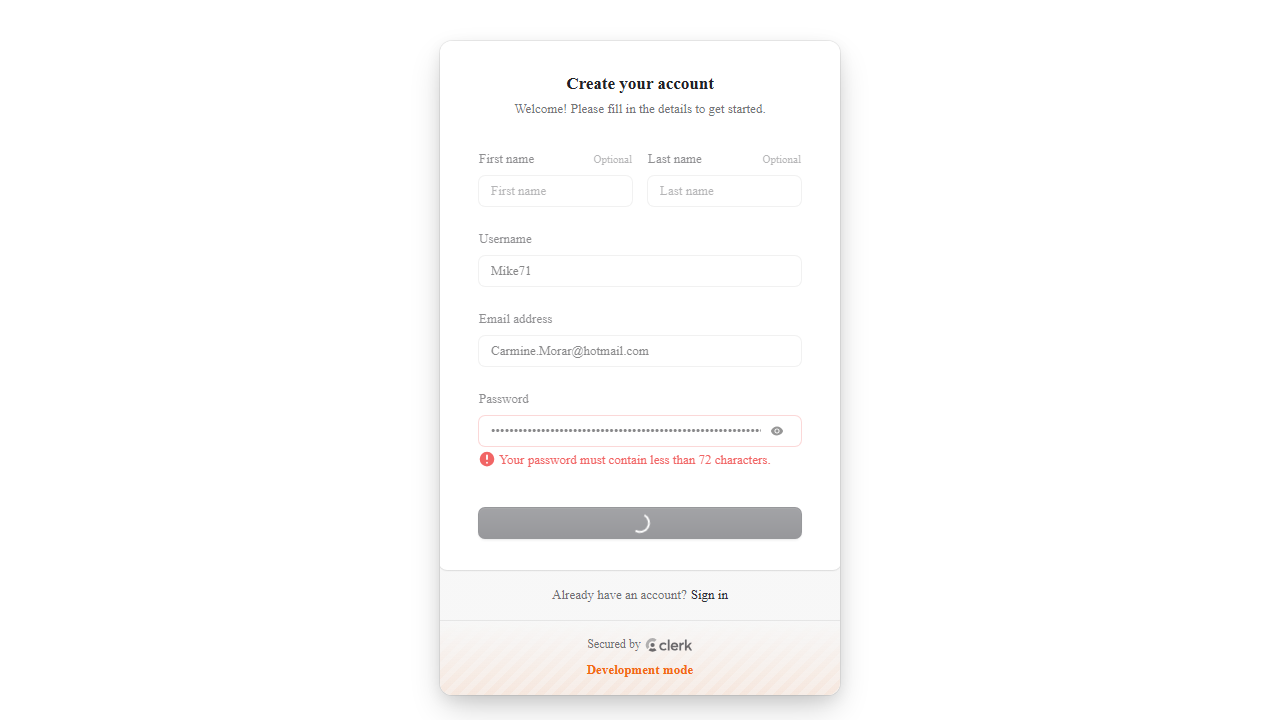 Create your account
Welcome! Please fill in the details to get started.
First name Optional Last name Optional
First name Last name
Username
Mike71
Email address
Carmine.Morar@hotmail.com
Password
Your password must contain less than 72 characters.
Already have an account? Sign in
Secured by clerk
Development mode